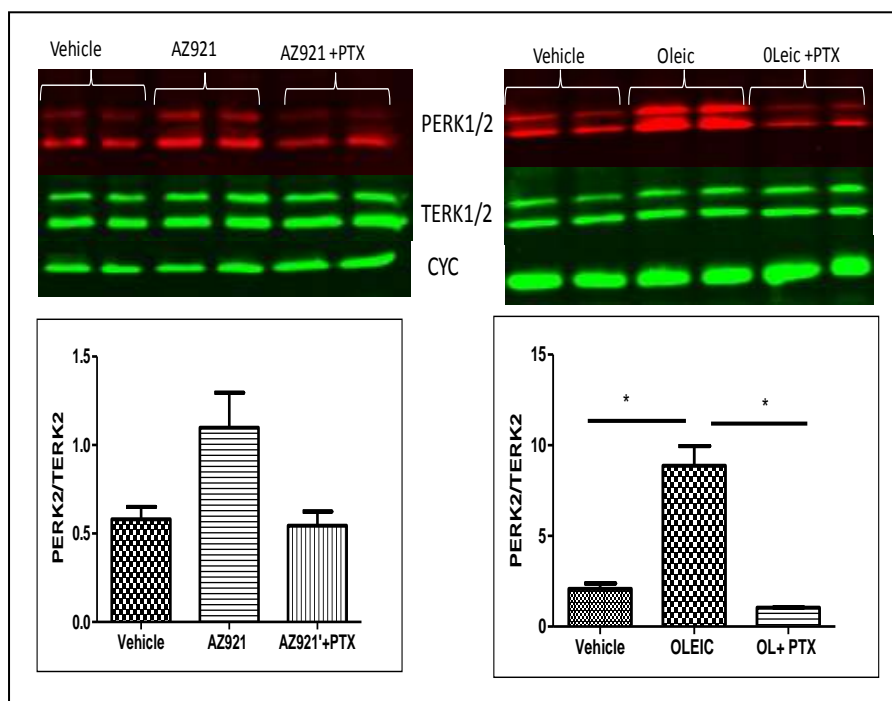 Vehicle AZ921 AZ921 +PTX
Vehicle Oleic 0Leic +PTX
PERK1/2
TERK1/2
CYC
PERK2/TERK2
1.5
1.0
0.5
0.0
Vehicle AZ921 AZ921'+PTX
PERK2/TERK2
15
10
5
0
* *
Vehicle OLEIC OL+ PTX